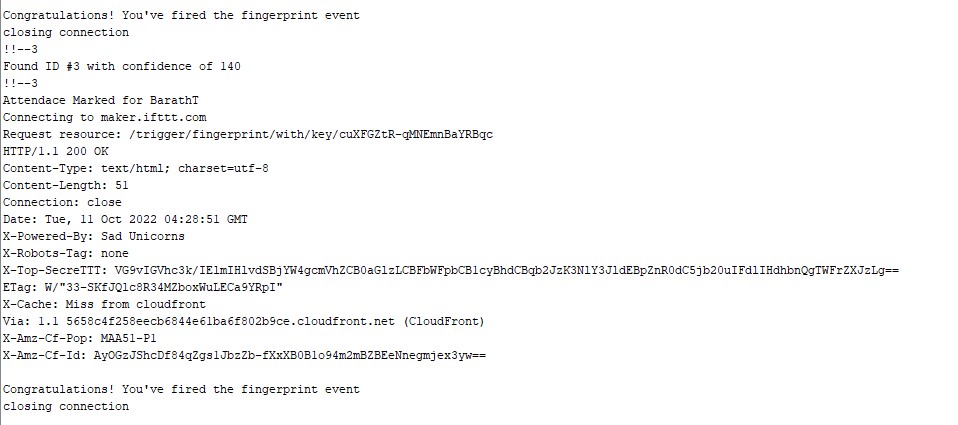 Congratulations! You've fired the fingerprint event
closing connection
!!--3
Found ID #3 with confidence of 140
!!--3
Attendace Marked for BarathT
Connecting to maker.ifttt.com
Request resource: /trigger/fingerprint/with/key/cuXFGZtR-qMNEmnBaYRBqc
HTTP/1.1 200 OK
Content-Type: text/html; charset=utf-8
Content-Length: 51
Connection: close
Date: Tue, 11 Oct 2022 04:28:51 GMT
X-Powered-By: Sad Unicorns
X-Robots-Tag: none
X-Top-SecreTTT: VG9vIGVhc3k/IElmIHlvdSBjYW4gcmVhZCB0aGlzLCBFbWFpbCBlcyBhdCBqb2JzK3NlY3JldEBpZnR0dC5jb20uIFdlIHdhbnQgTWFrZXJzLg==
ETag: W/"33-SKfJQlc8R34MZboxWuLECa9YRpI"
X-Cache: Miss from cloudfront
Via: 1.1 5658c4f258eecb6844e61ba6f802b9ce.cloudfront.net (CloudFront)
X-Amz-Cf-Pop: MAA51-P1
X-Amz-Cf-Id: AyOGzJShcDf84qZgs1JbzZb-fXxXB0Blo94m2mBZBEeNnegmjex3yw==
Congratulations! You've fired the fingerprint event
closing connection